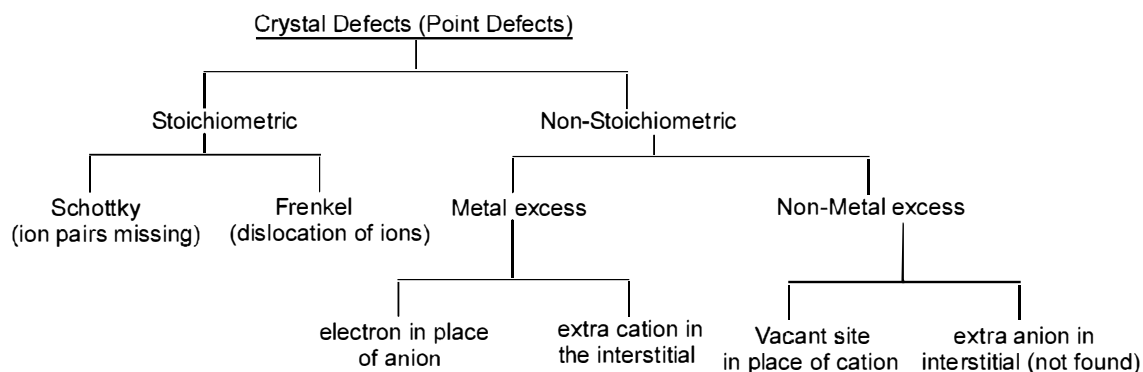 Crystal Defects (Point Defects)
Stoichiometric
Non-Stoichiometric
Schottky
(ion pairs missing)
Frenkel
(dislocation of ions)
Metal excess
Non-Metal excess
electron in place
of anion
extra cation in
the interstitial
Vacant site
in place of cation
extra anion in
interstitial (not found)